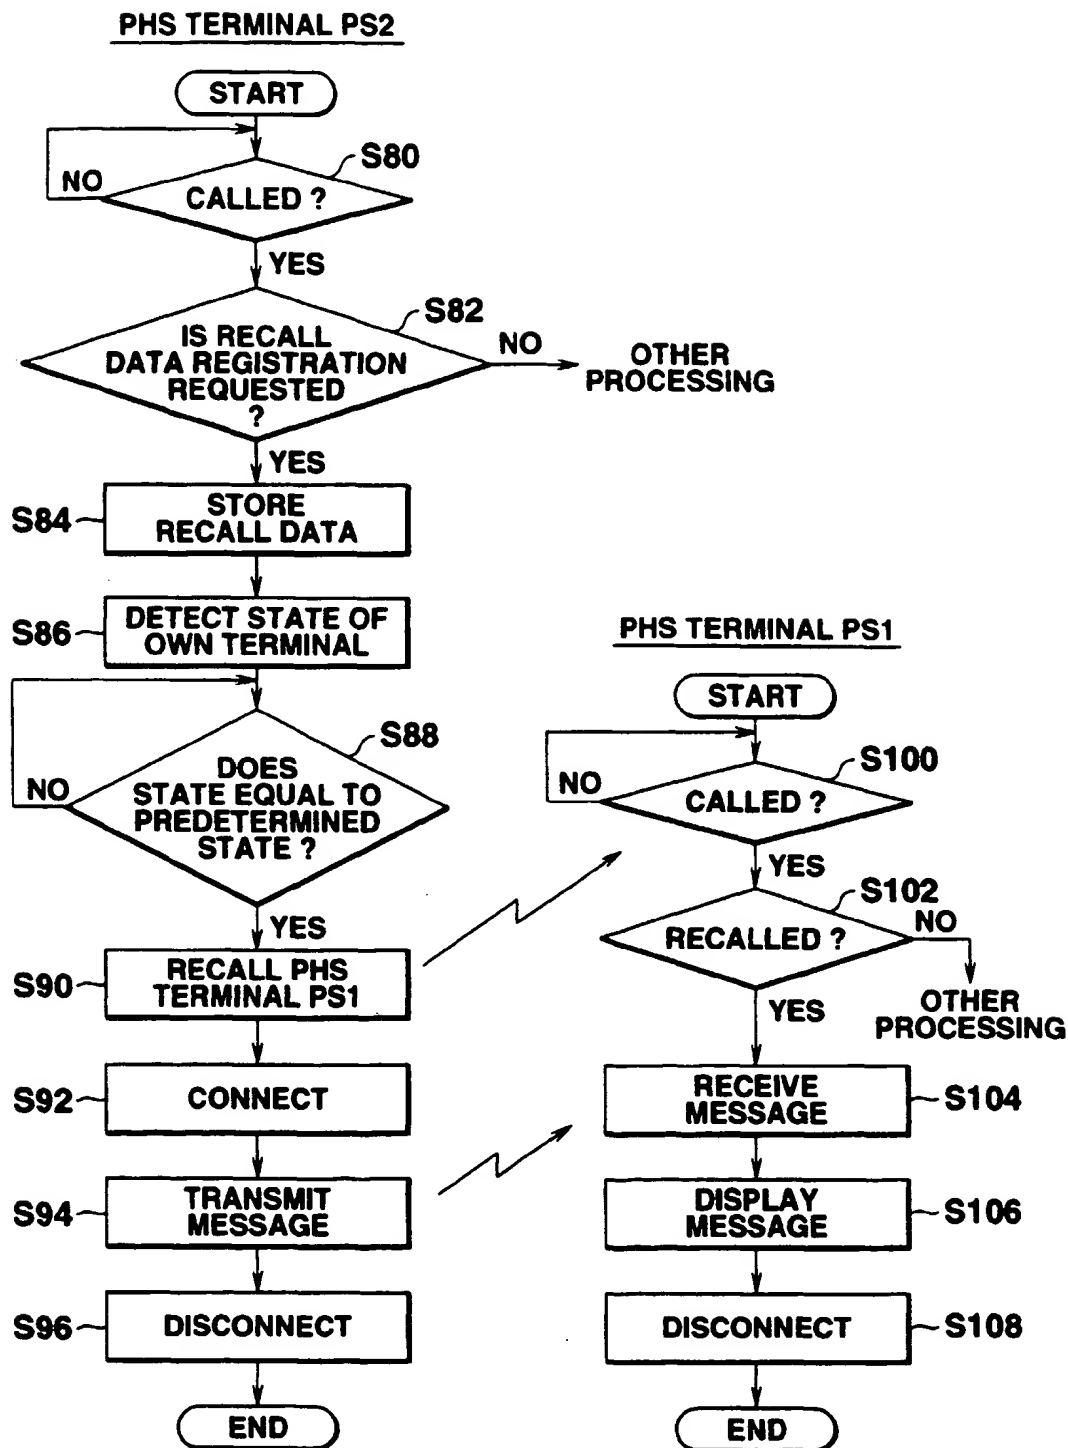 PHS TERMINAL PS2
START
S80
NO
CALLED ?
YES
S82
IS RECALL
DATA REGISTRATION
REQUESTED
?
NO
OTHER
PROCESSING
YES
S84
STORE
RECALL DATA
S86
DETECT STATE OF
OWN TERMINAL
S88
NO
DOES
STATE EQUAL TO
PREDETERMINED
STATE ?
YES
S90
RECALL PHS
TERMINAL PS1
S92
CONNECT
S94
TRANSMIT
MESSAGE
S96
DISCONNECT
END
PHS TERMINAL PS1
START
S100
NO
CALLED ?
YES
S102
RECALLED ?
NO
OTHER
PROCESSING
YES
RECEIVE
MESSAGE
S104
DISPLAY
MESSAGE
S106
DISCONNECT
S108
END